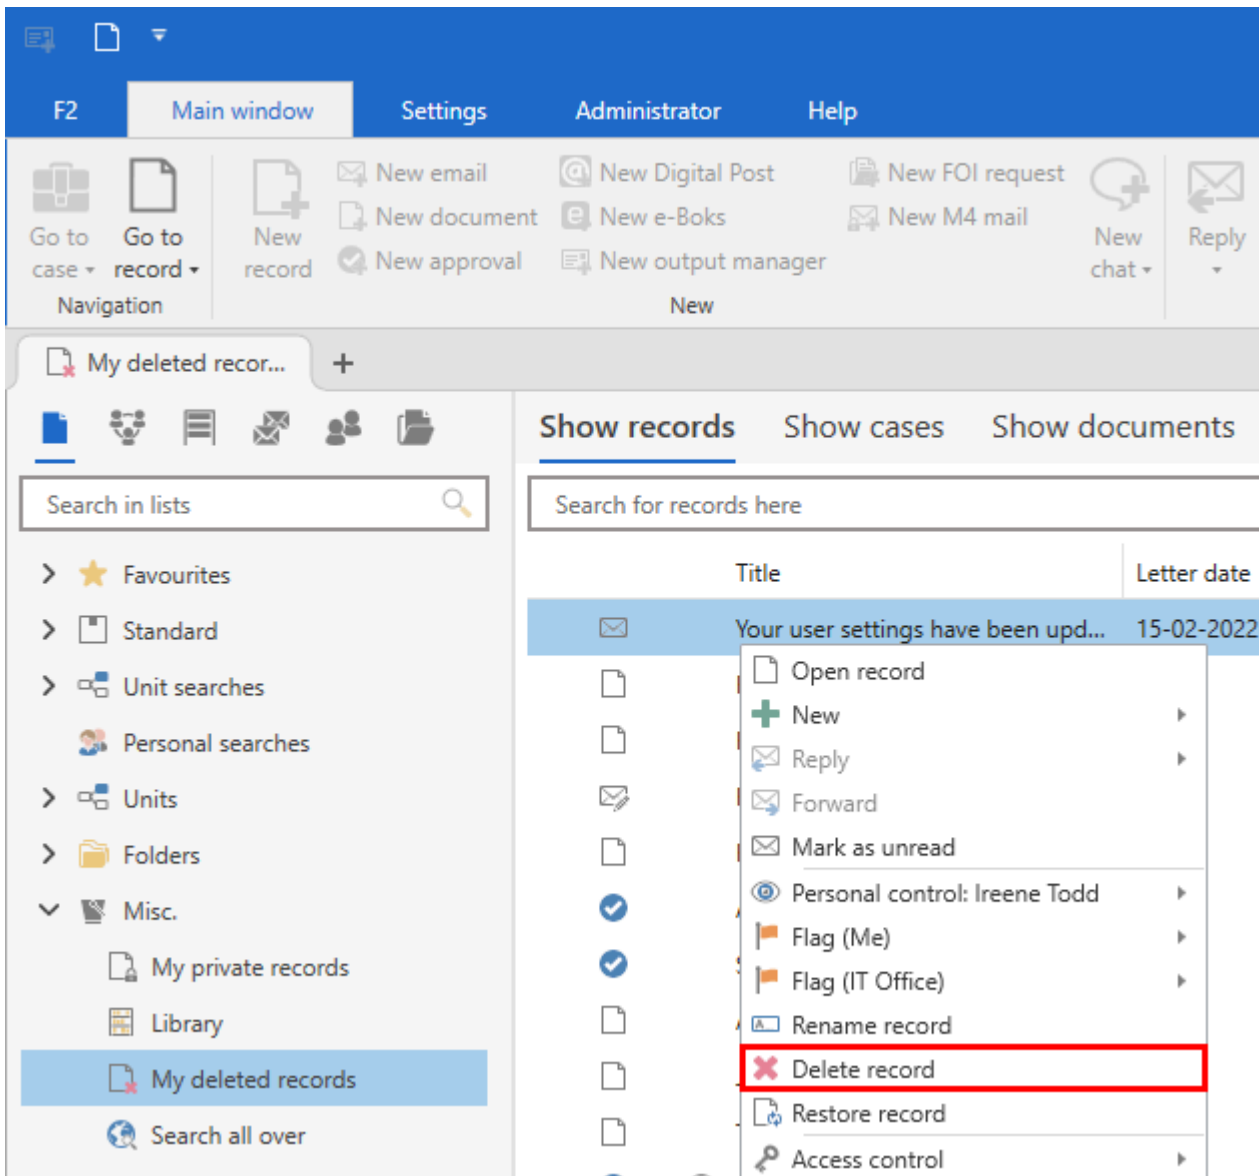 F2 Main window Settings Administrator Help
New email New Digital Post New FOI request
New document New e-Boks New M4 mail
Go to case Go to record New record New chat Reply
New approval New output manager
Navigation New
My deleted recor... +
Show records Show cases Show documents
Search in lists
Search for records here
Title Letter date
Favourites
Standard
Unit searches
Personal searches
Units
Folders
Misc.
My private records
Library
My deleted records
Search all over
Your user settings have been upd... 15-02-2022
Open record
New
Reply
Forward
Mark as unread
Personal control: Ireene Todd
Flag (Me)
Flag (IT Office)
Rename record
Delete record
Restore record
Access control